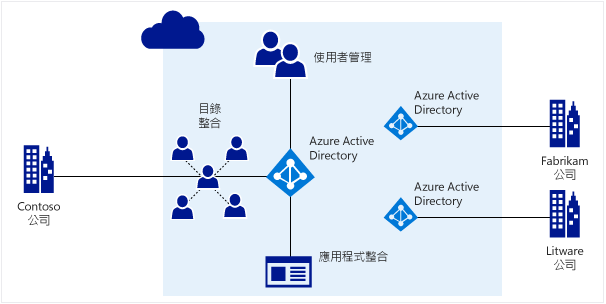 使用者管理
目錄
整合
Azure Active
Directory
Azure Active
Directory
Azure Active
Directory
應用程式整合
Contoso
公司
Fabrikam
公司
Litware
公司